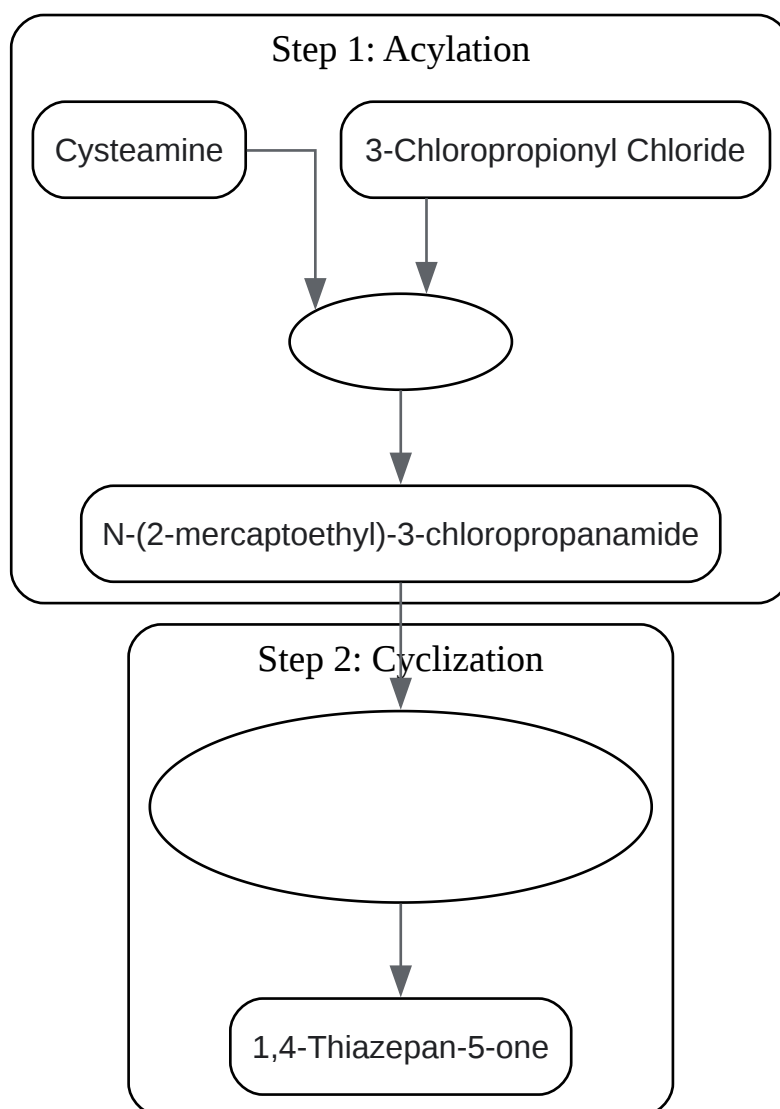 Step 1: Acylation
Cysteamine
3-Chloropropionyl Chloride
N-(2-mercaptoethyl)-3-chloropropanamide
Step 2: Cyclization
1,4-Thiazepan-5-one